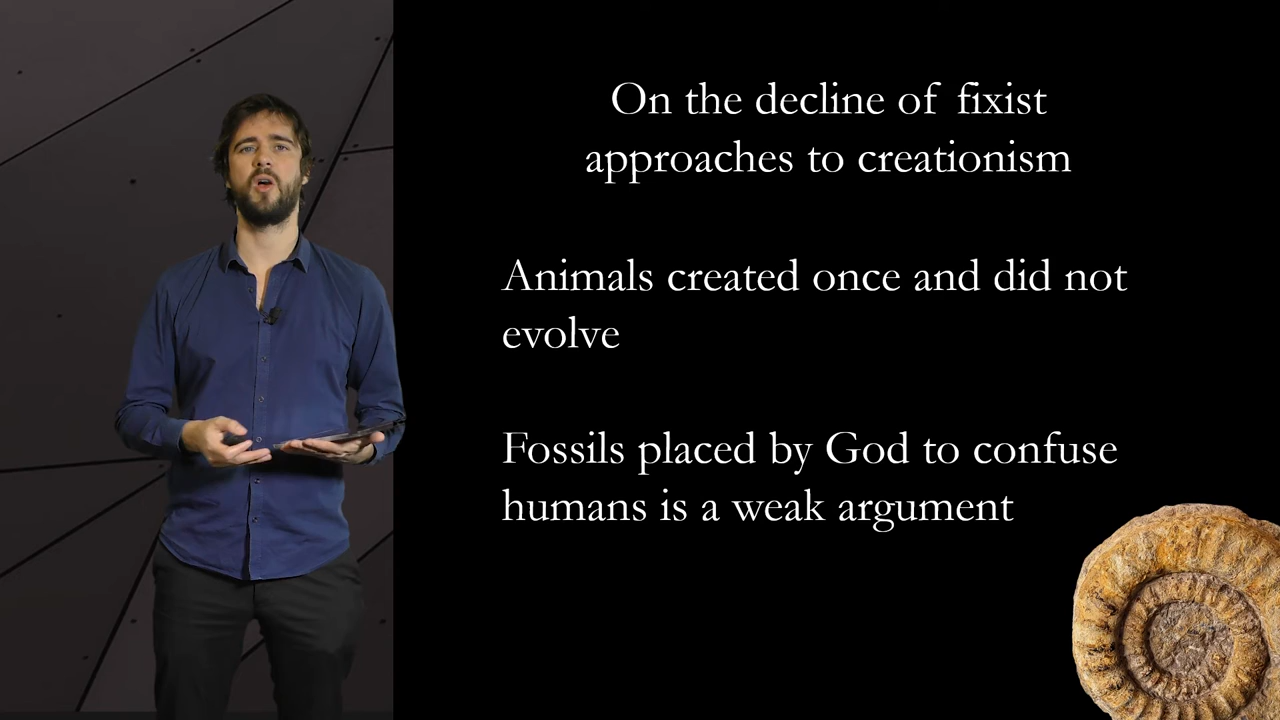 On the decline of fixist
approaches to creationism
Animals created once and did not
evolve
Fossils placed by God to confuse
humans is a weak argument